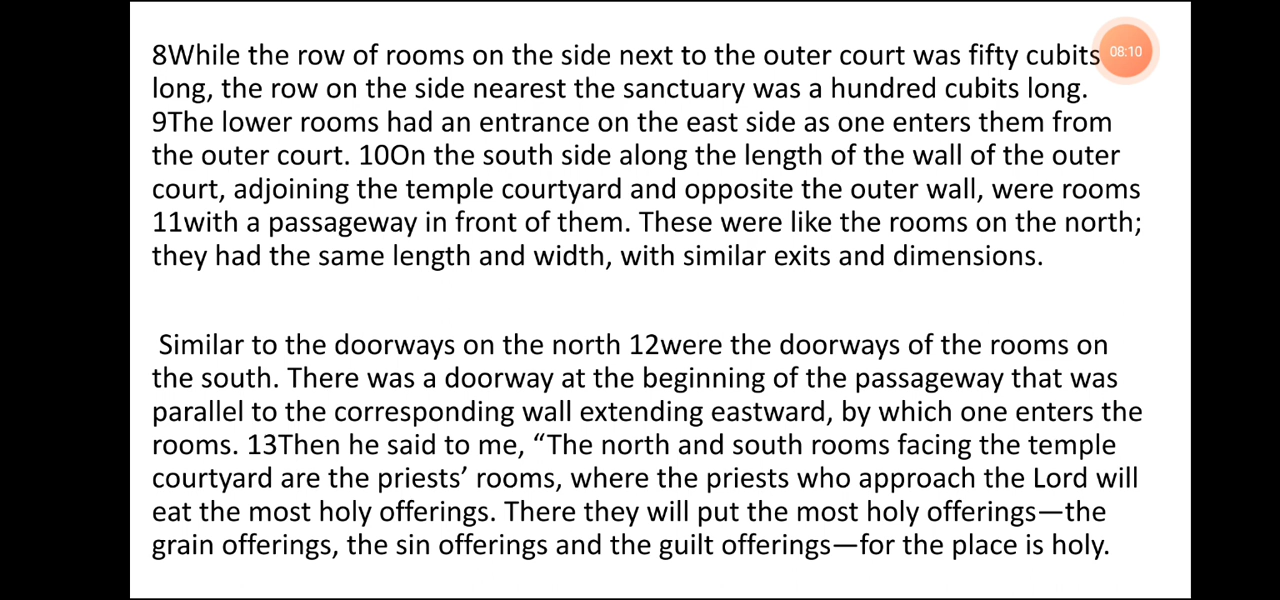 8While the row of rooms on the side next to the outer court was fifty cubits
08:10
long, the row on the side nearest the sanctuary was a hundred cubits long.
9The lower rooms had an entrance on the east side as one enters them from
the outer court. 10On the south side along the length of the wall of the outer
court, adjoining the temple courtyard and opposite the outer wall, were rooms
11with a passageway in front of them. These were like the rooms on the north;
they had the same length and width, with similar exits and dimensions.
Similar to the doorways on the north 12were the doorways of the rooms on
the south. There was a doorway at the beginning of the passageway that was
parallel to the corresponding wall extending eastward, by which one enters the
rooms. 13Then he said to me, “The north and south rooms facing the temple
courtyard are the priests’ rooms, where the priests who approach the Lord will
eat the most holy offerings. There they will put the most holy offerings—the
grain offerings, the sin offerings and the guilt offerings—for the place is holy.